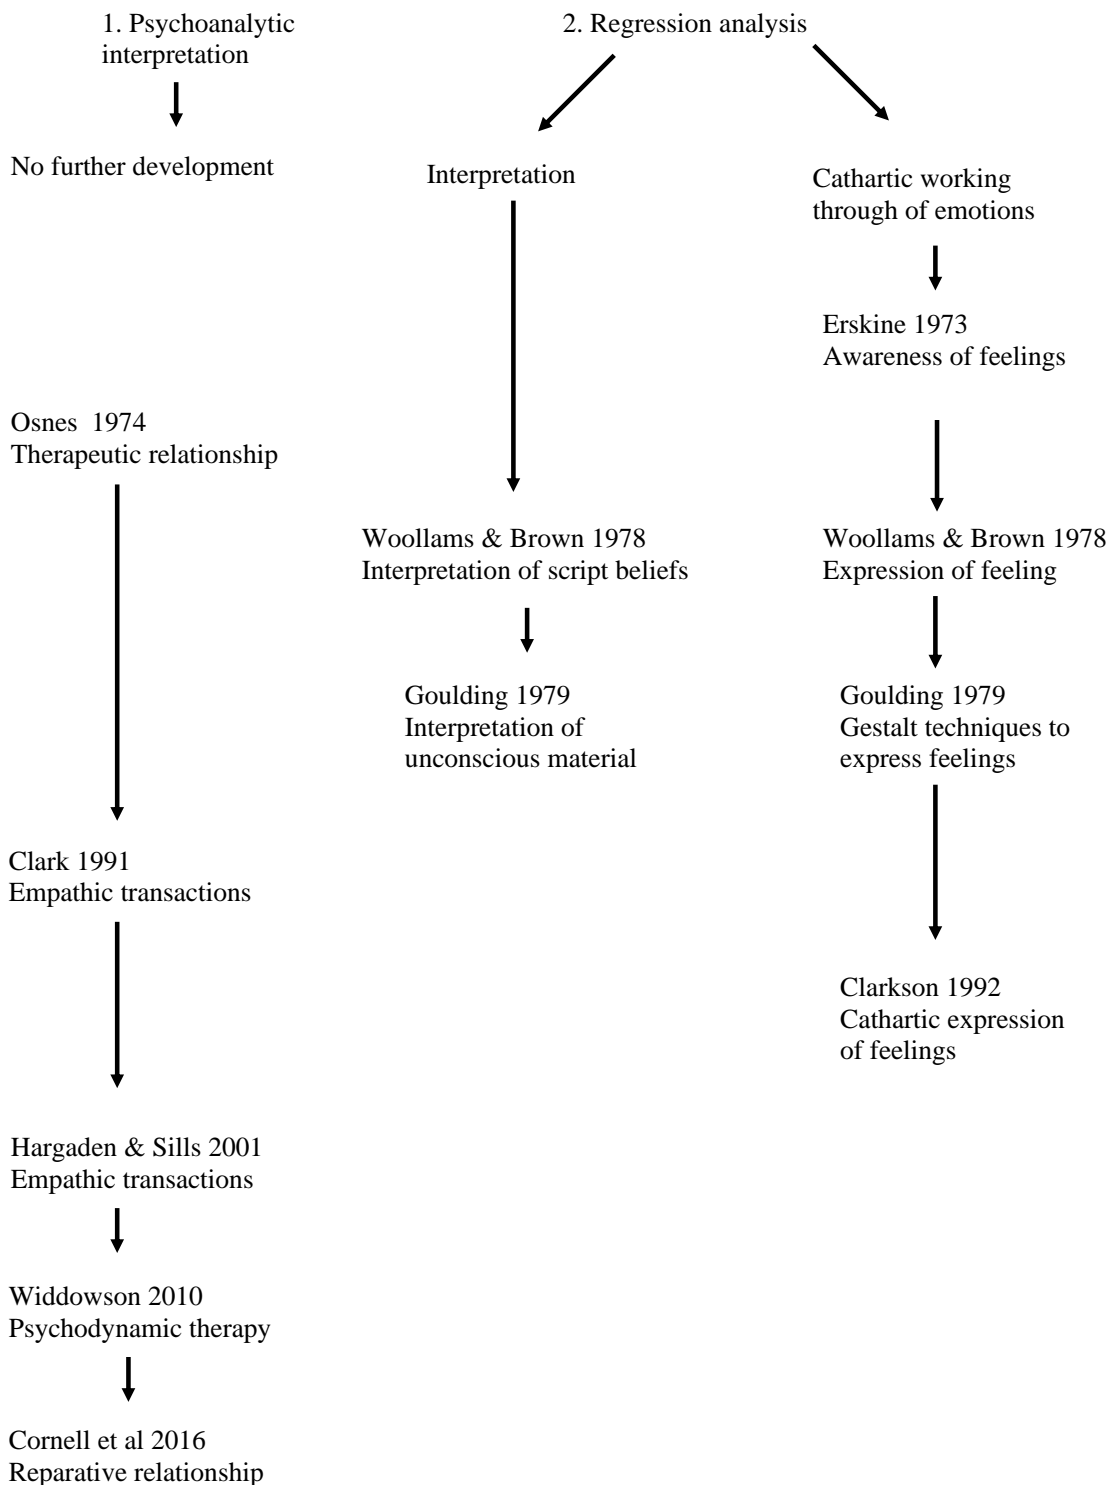 1. Psychoanalytic
interpretation
2. Regression analysis
No further development
Interpretation
Cathartic working
through of emotions
Erskine 1973
Awareness of feelings
Osnes  1974
Therapeutic relationship
Woollams & Brown 1978
Interpretation of script beliefs
Woollams & Brown 1978
Expression of feeling
Goulding 1979
Interpretation of
unconscious material
Goulding 1979
Gestalt techniques to
express feelings
Clark 1991
Empathic transactions
Clarkson 1992
Cathartic expression
of feelings
Hargaden & Sills 2001
Empathic transactions
Widdowson 2010
Psychodynamic therapy
Cornell et al 2016
Reparative relationship